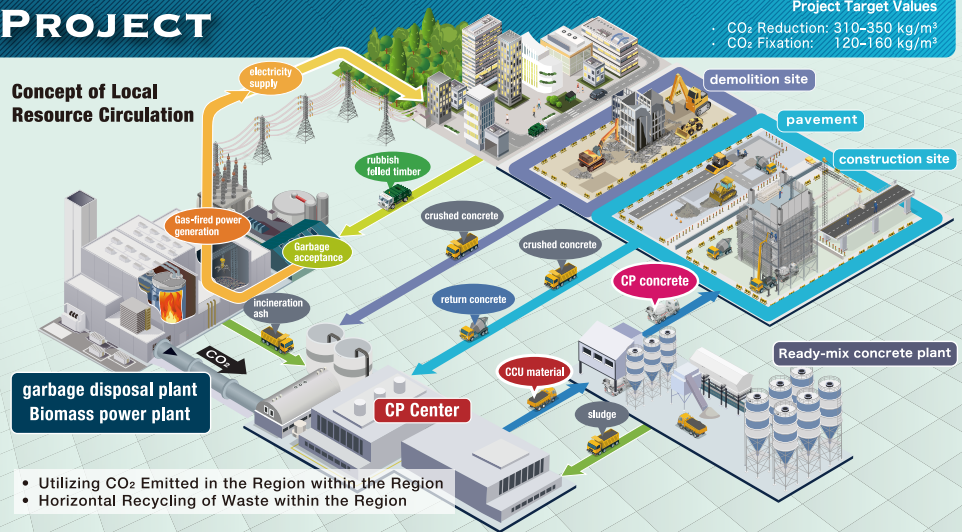 PROJECT
Project Target Values
· CO₂ Reduction: 310–350 kg/m³
· CO₂ Fixation: 120–160 kg/m³
Concept of Local
Resource Circulation
electricity
supply
demolition site
pavement
construction site
rubbish
felled timber
Gas-fired power
generation
Garbage
acceptance
crushed concrete
crushed concrete
CP concrete
incineration
ash
return concrete
CO₂
Ready-mix concrete plant
CCU material
garbage disposal plant
Biomass power plant
CP Center
sludge
• Utilizing CO₂ Emitted in the Region within the Region
• Horizontal Recycling of Waste within the Region